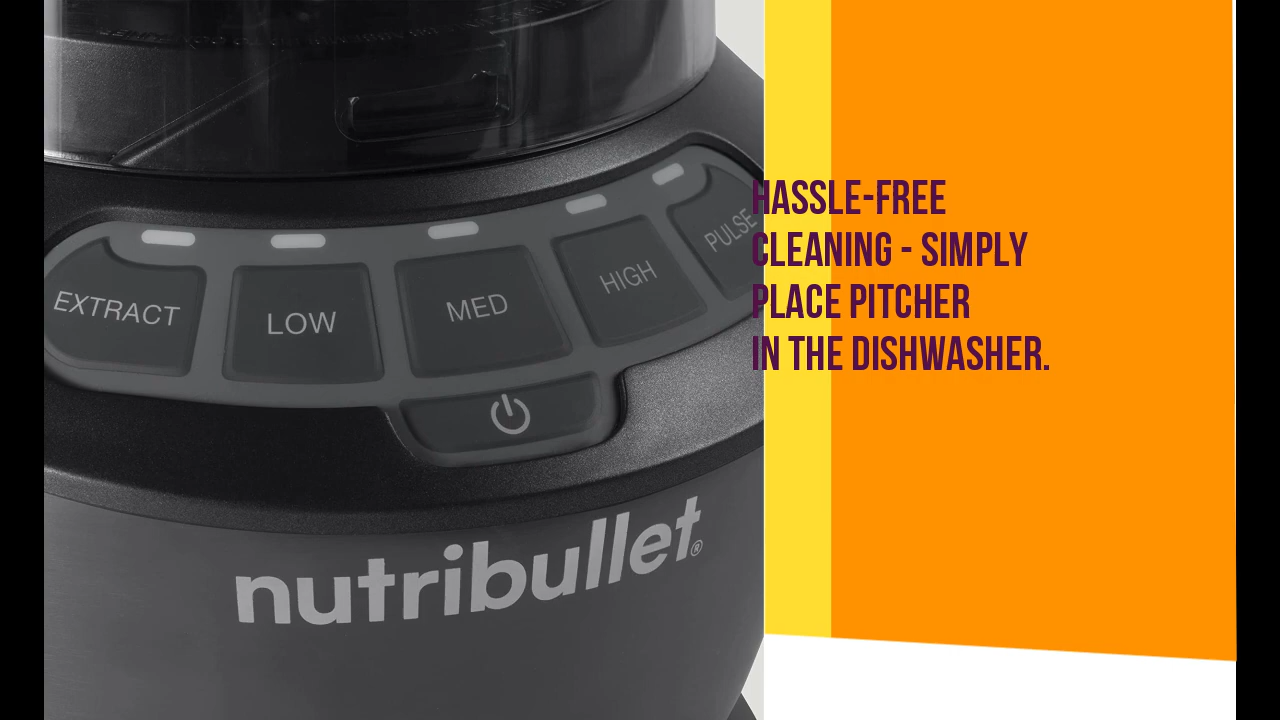 EXTRACT
LOW
MED
HIGH
PULSE
nutribullet®
HASSLE-FREE
CLEANING - SIMPLY
PLACE PITCHER
IN THE DISHWASHER.